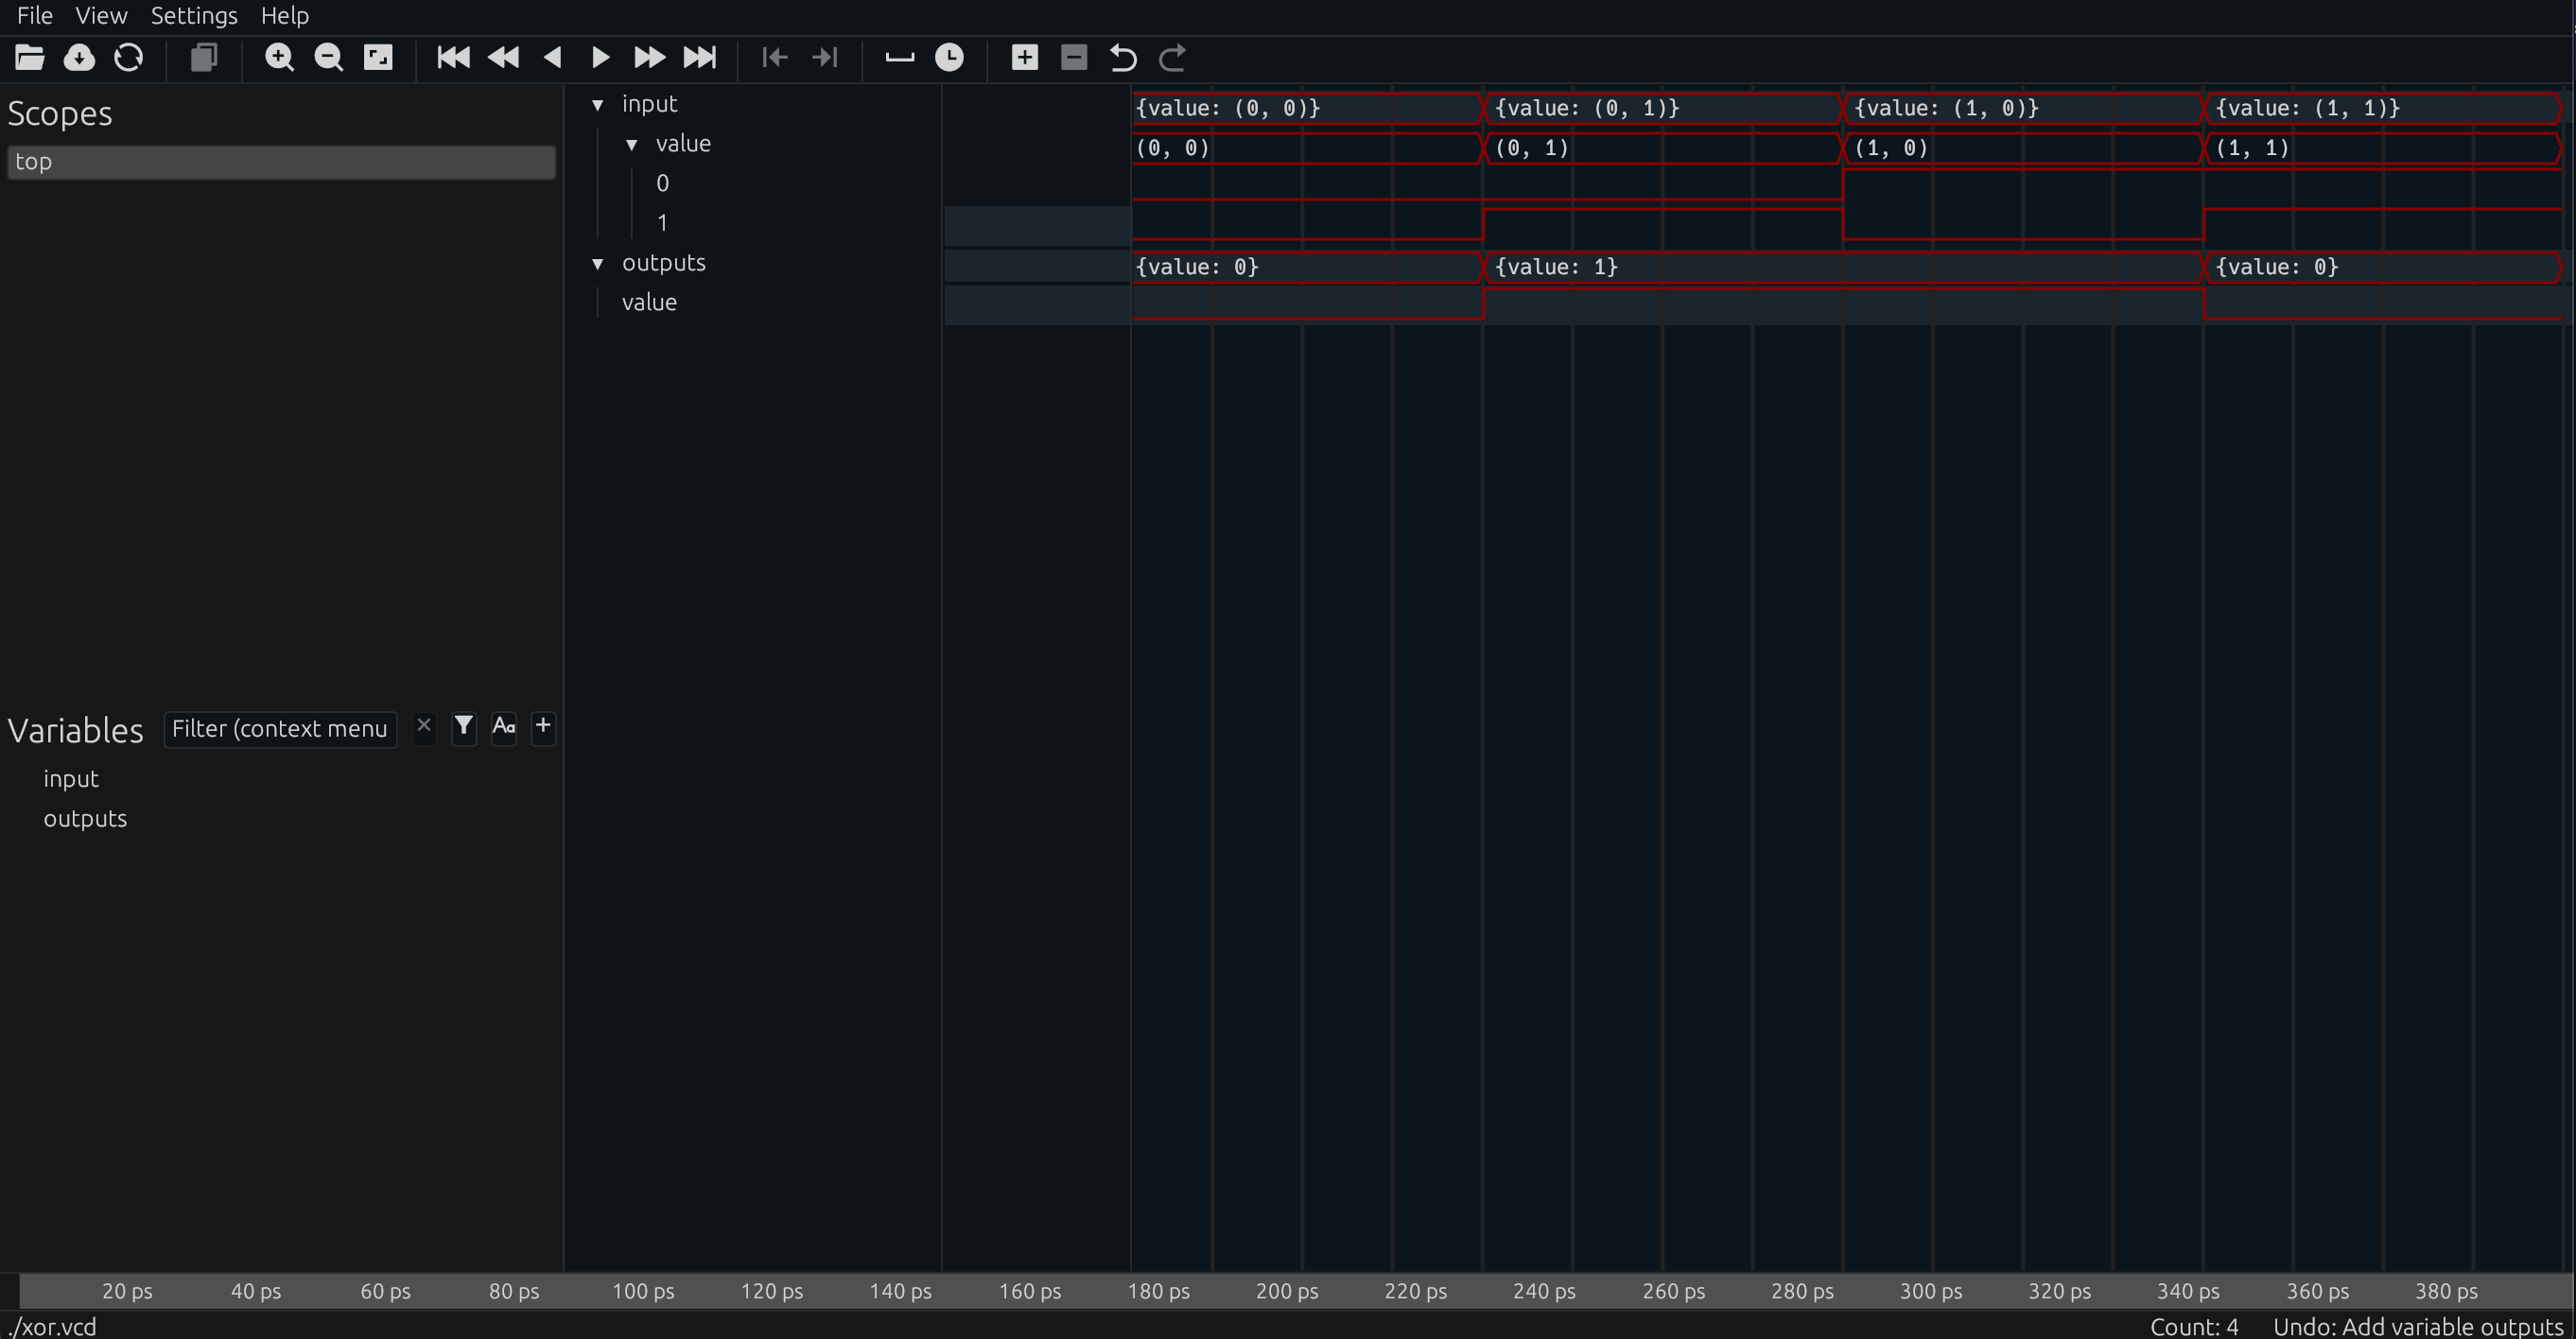 File View Settings Help
Scopes
top
Variables Filter (context menu Aa
input
outputs
input
value
0
1
outputs
value
{value: (0, 0)} {value: (0, 1)} {value: (1, 0)} {value: (1, 1)}
(0, 0) (0, 1) (1, 0) (1, 1)
{value: 0} {value: 1} {value: 0}
20 ps 40 ps 60 ps 80 ps 100 ps 120 ps 140 ps 160 ps 180 ps 200 ps 220 ps 240 ps 260 ps 280 ps 300 ps 320 ps 340 ps 360 ps 380 ps
./xor.vcd Count: 4 Undo: Add variable outputs